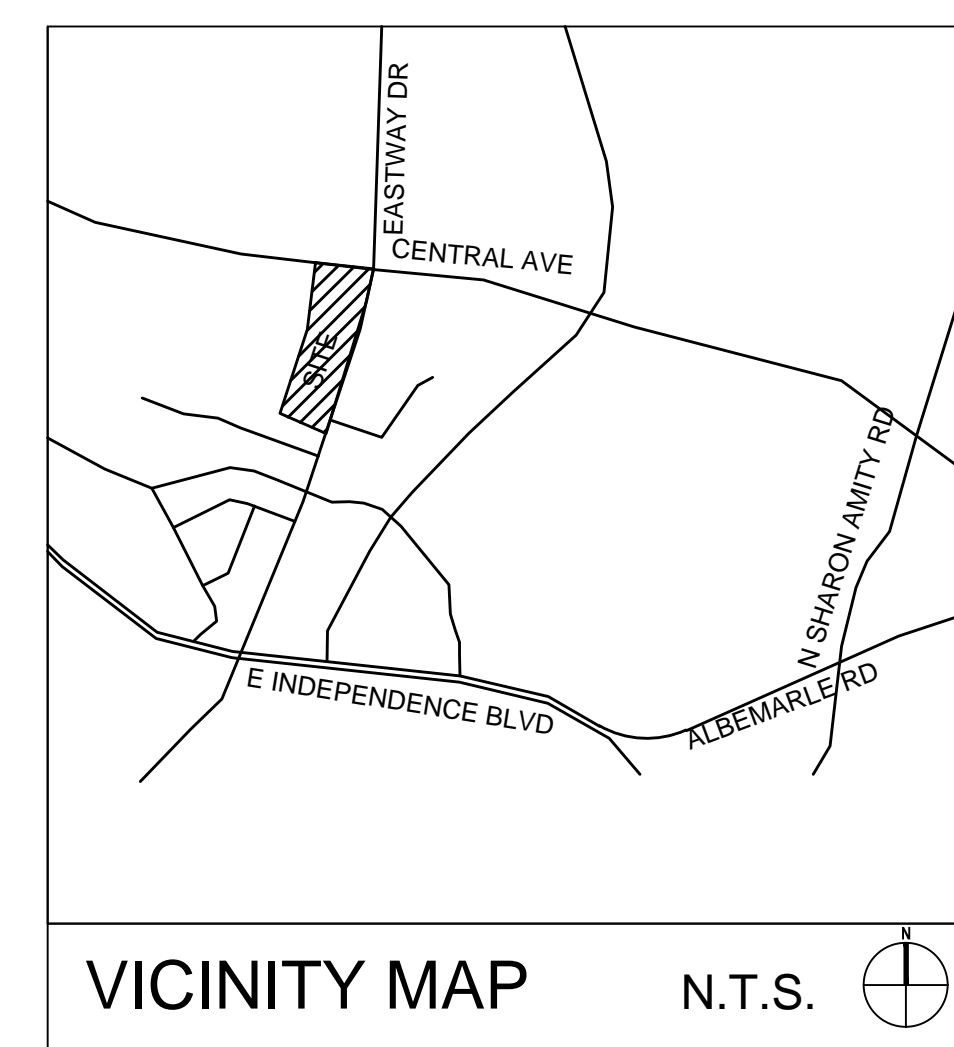 EASTWAY DR
CENTRAL AVE
SITE
N SHARON AMITY RD
ALBEMARLE RD
E INDEPENDENCE BLVD
VICINITY MAP
N.T.S.
N